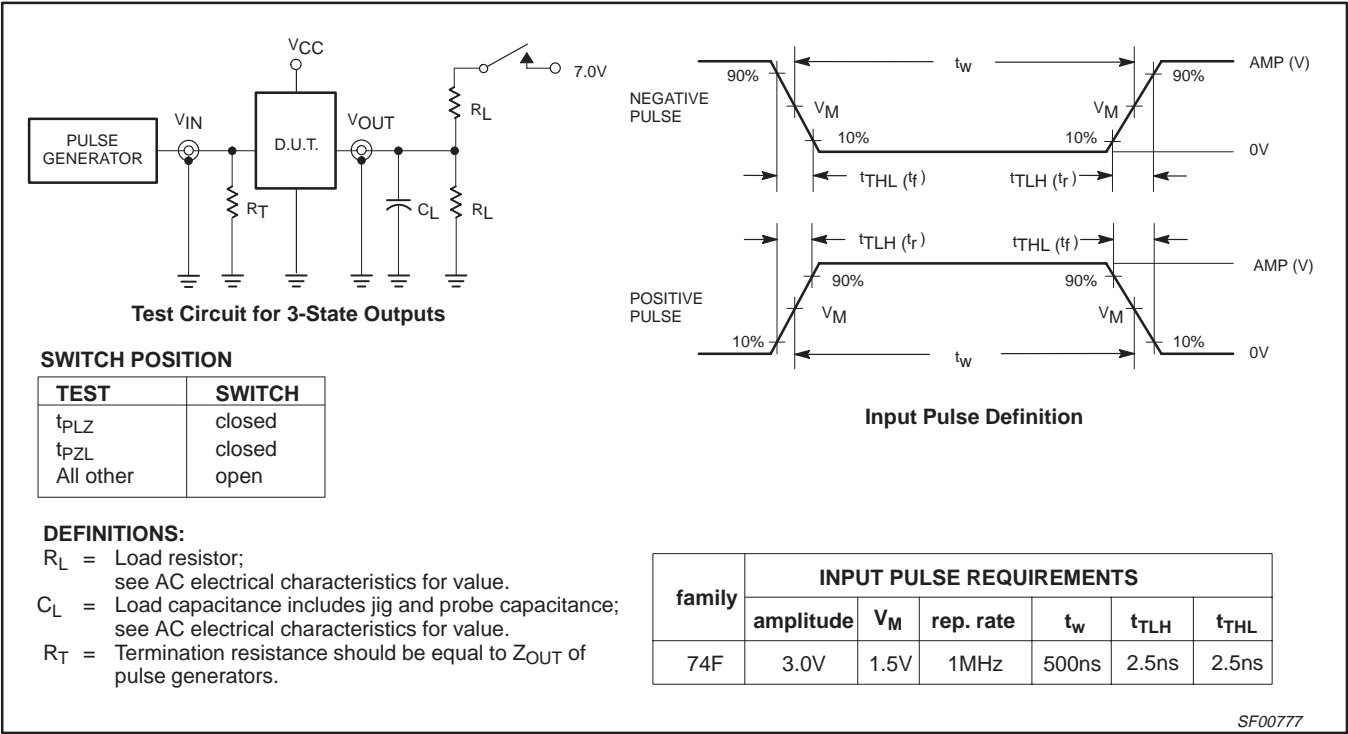 VCC
7.0V
RL
PULSE
GENERATOR
VIN
D.U.T.
VOUT
RT
CL
RL
Test Circuit for 3-State Outputs
SWITCH POSITION
TEST SWITCH
tPLZ closed
tPZL closed
All other open
DEFINITIONS:
RL = Load resistor;
see AC electrical characteristics for value.
CL = Load capacitance includes jig and probe capacitance;
see AC electrical characteristics for value.
RT = Termination resistance should be equal to ZOUT of
pulse generators.
NEGATIVE
PULSE
90% tw 90% AMP (V)
VM VM
10% 10% 0V
tTHL (tf) tTLH (tr)
tTLH (tr) tTHL (tf)
AMP (V)
90% 90%
POSITIVE
PULSE
VM VM
10% tw 10% 0V
Input Pulse Definition
family INPUT PULSE REQUIREMENTS
amplitude VM rep. rate tw tTLH tTHL
74F 3.0V 1.5V 1MHz 500ns 2.5ns 2.5ns
SF00777